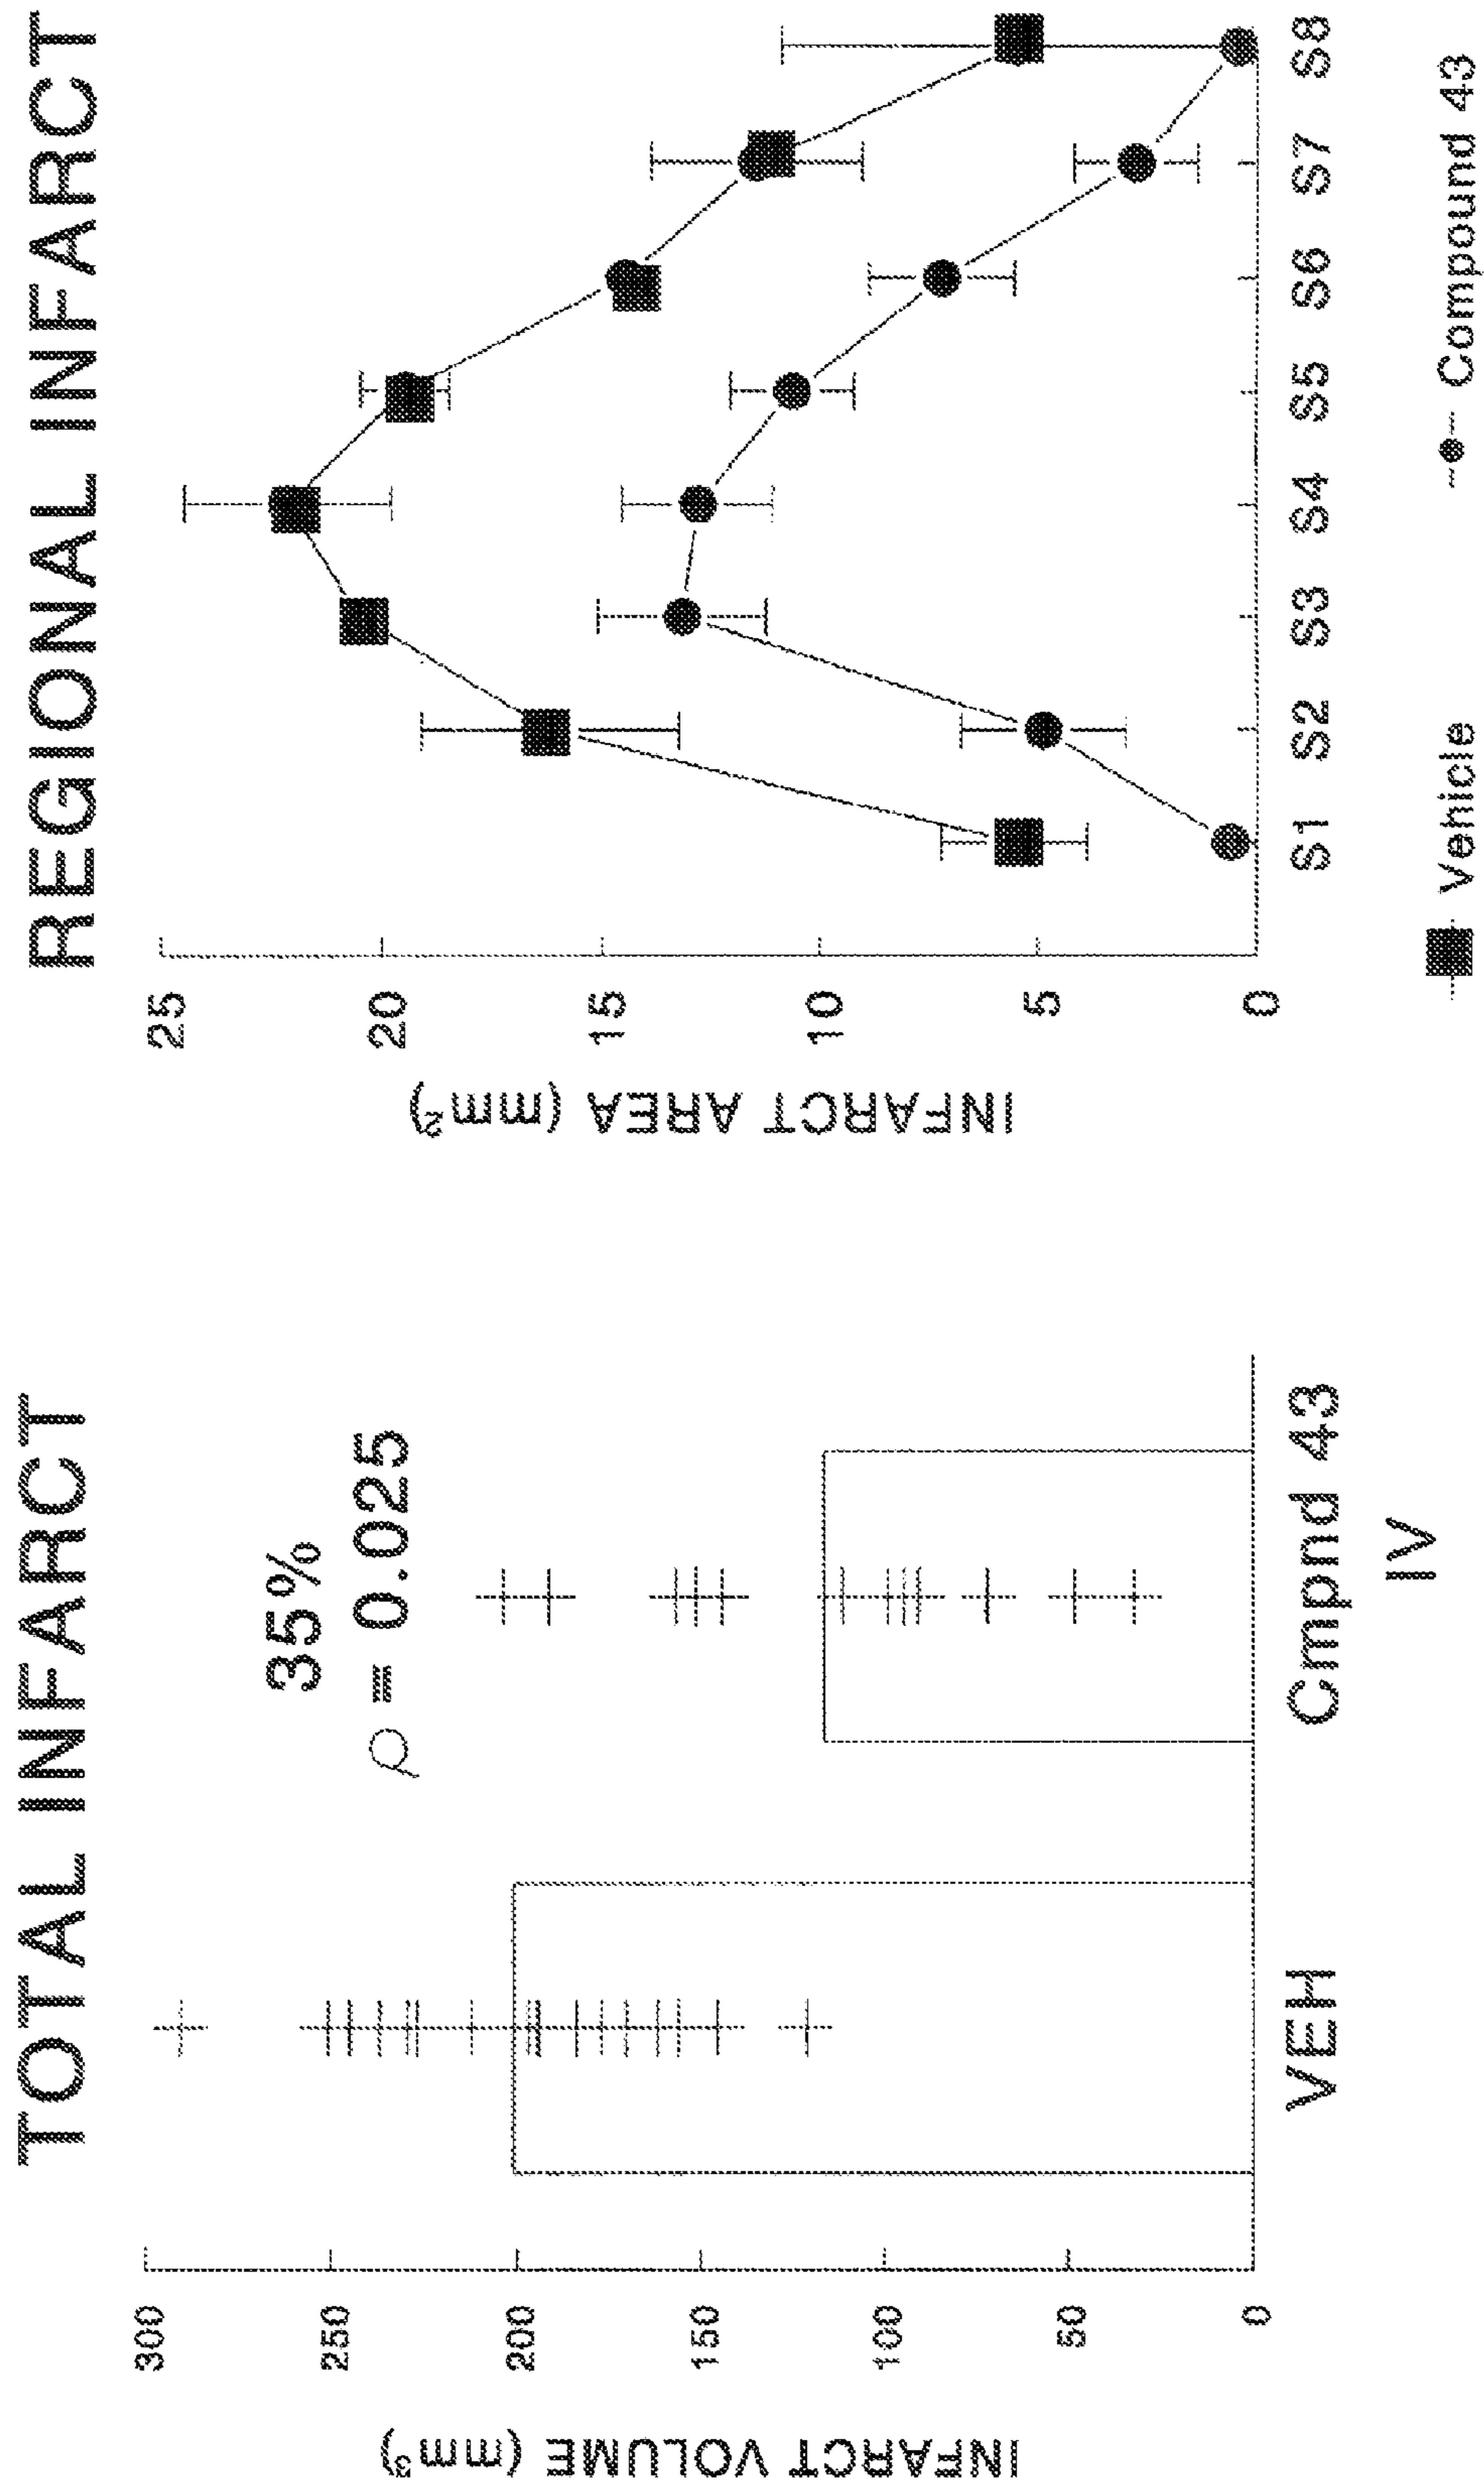 TOTAL INFARCT
INFARCT VOLUME (mm³)
300
250
200
150
100
50
0
35%
ρ = 0.025
VEH
Cmpnd 43
IV
REGIONAL INFARCT
INFARCT AREA (mm²)
25
20
15
10
5
0
S1 S2 S3 S4 S5 S6 S7 S8
Vehicle
Compound 43